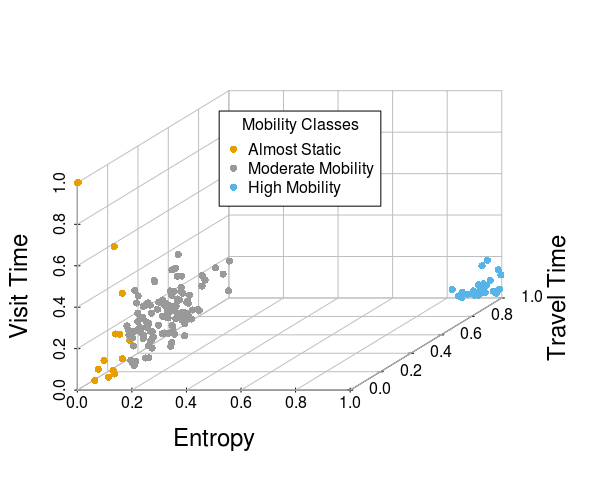 Mobility Classes
Almost Static
Moderate Mobility
High Mobility
Visit Time
1.0
0.8
0.6
0.4
0.2
0.0
0.0 0.2 0.4 0.6 0.8 1.0
Entropy
0.0
0.2
0.4
0.6
0.8
1.0
Travel Time